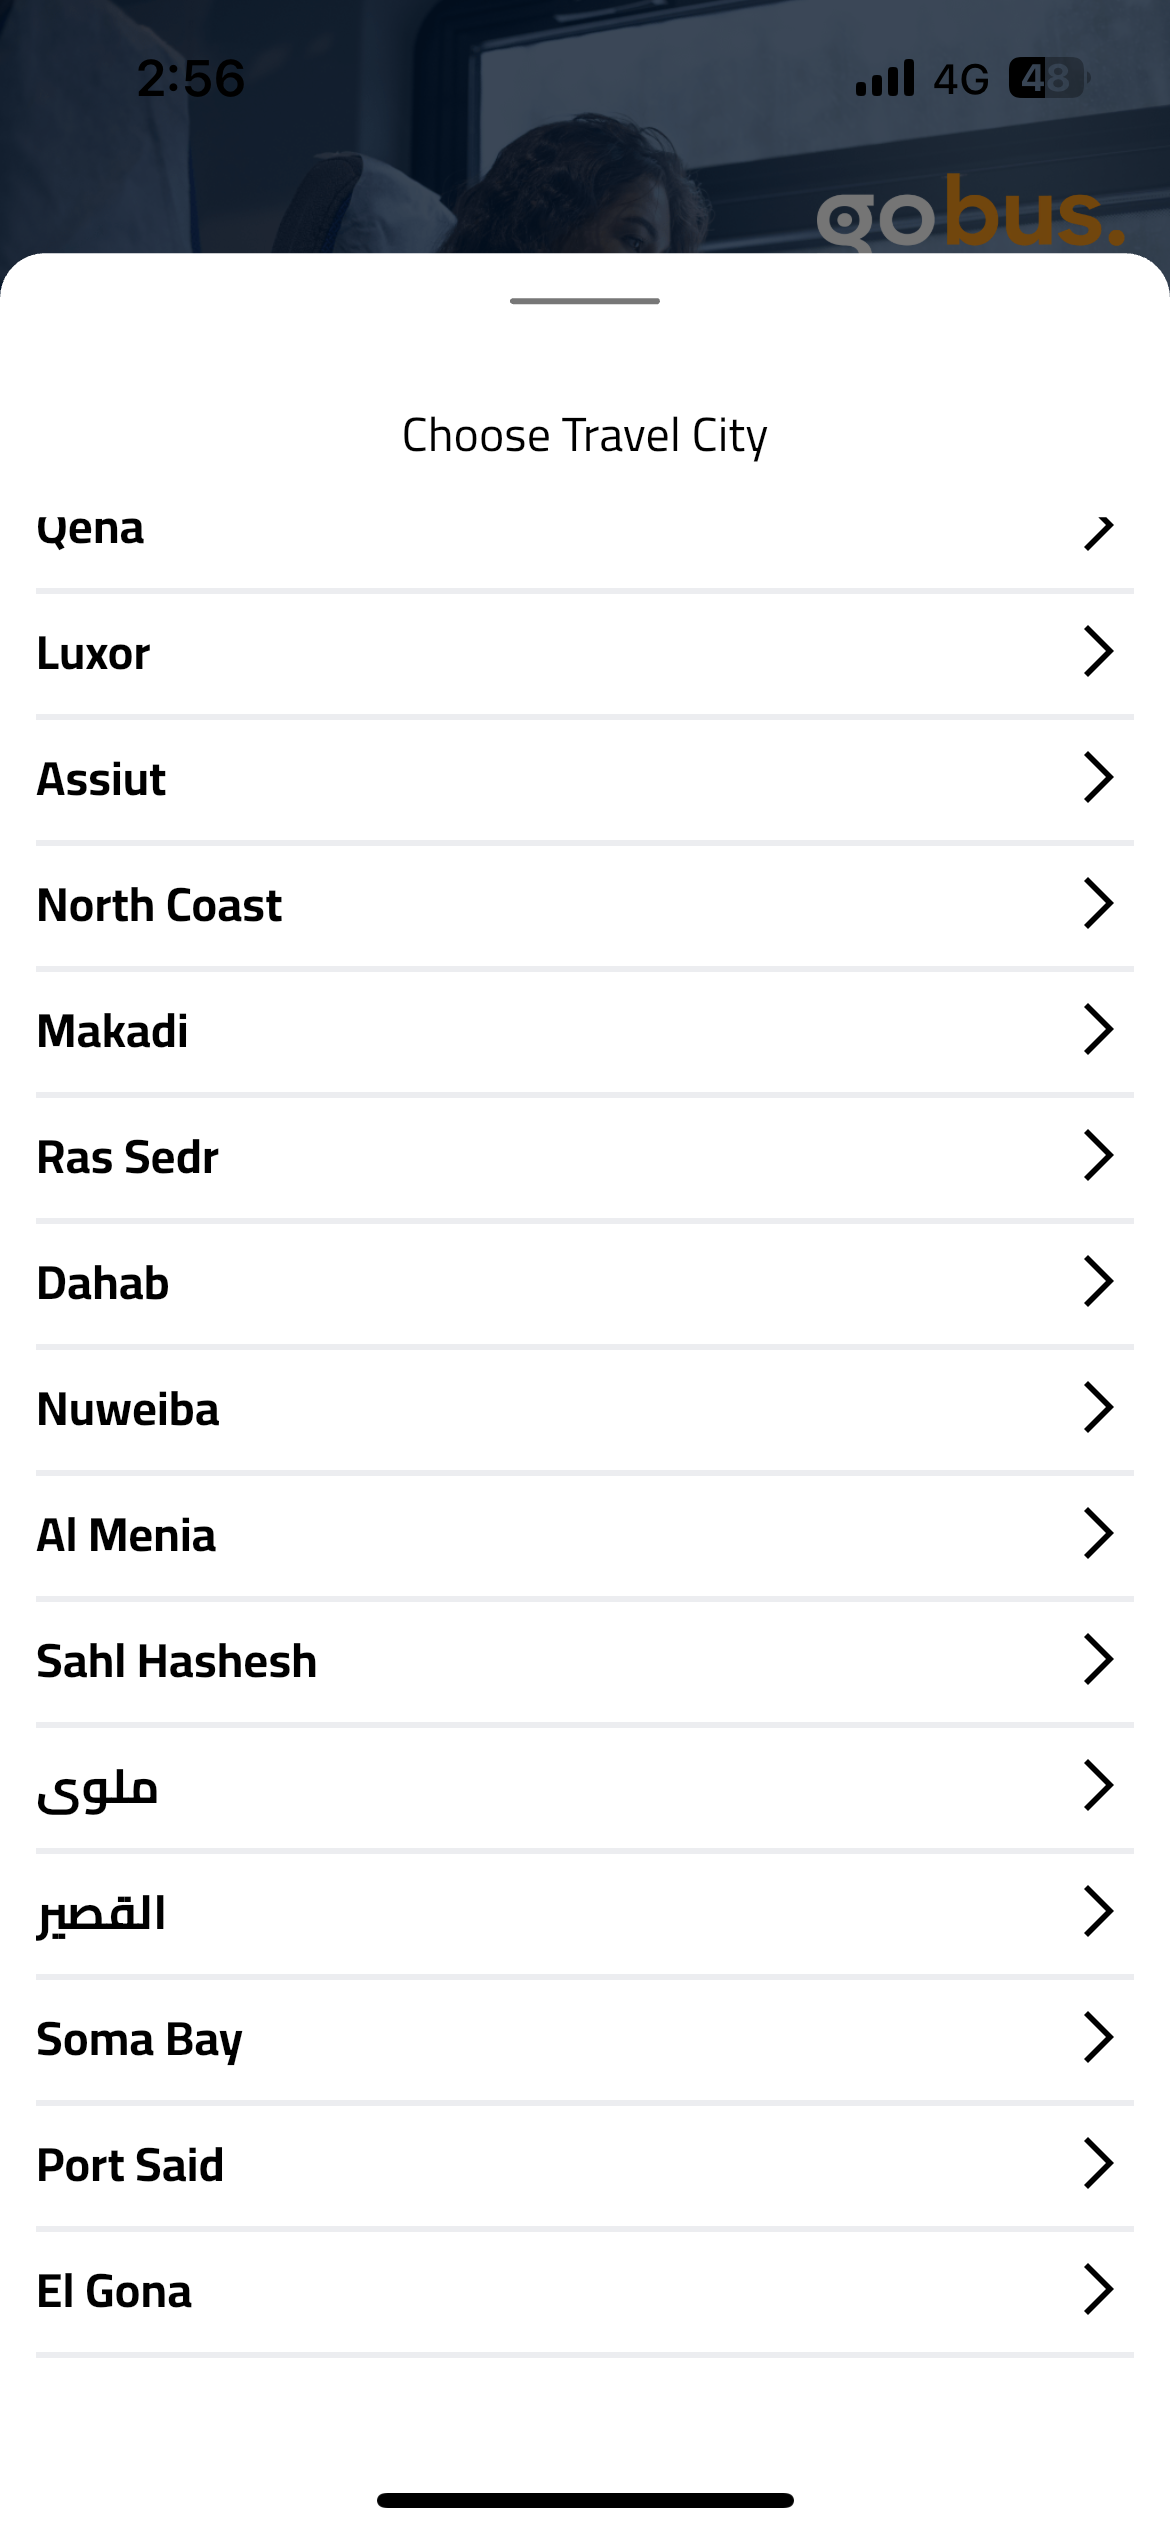 2:56
4G 48
gobus.
Choose Travel City
Qena
Luxor
Assiut
North Coast
Makadi
Ras Sedr
Dahab
Nuweiba
Al Menia
Sahl Hashesh
ملوى
القصير
Soma Bay
Port Said
El Gona